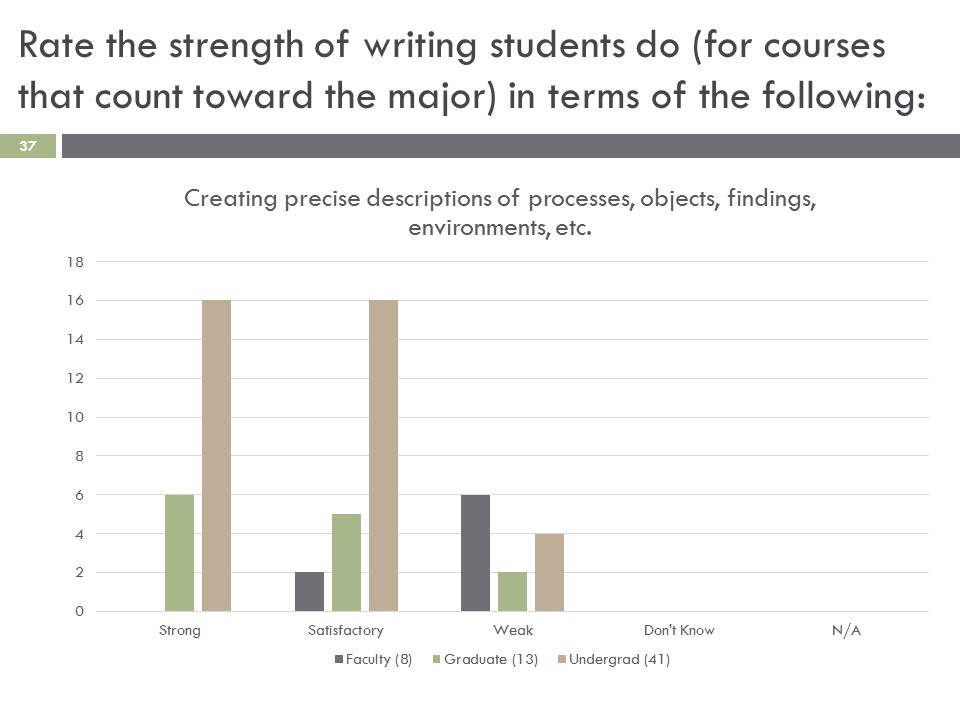 Rate the strength of writing students do (for courses
that count toward the major) in terms of the following:
37
Creating precise descriptions of processes, objects, findings,
environments, etc.
18
16
14
12
10
8
6
4
2
0
Strong Satisfactory Weak Don't Know N/A
Faculty (8) Graduate (13) Undergrad (41)